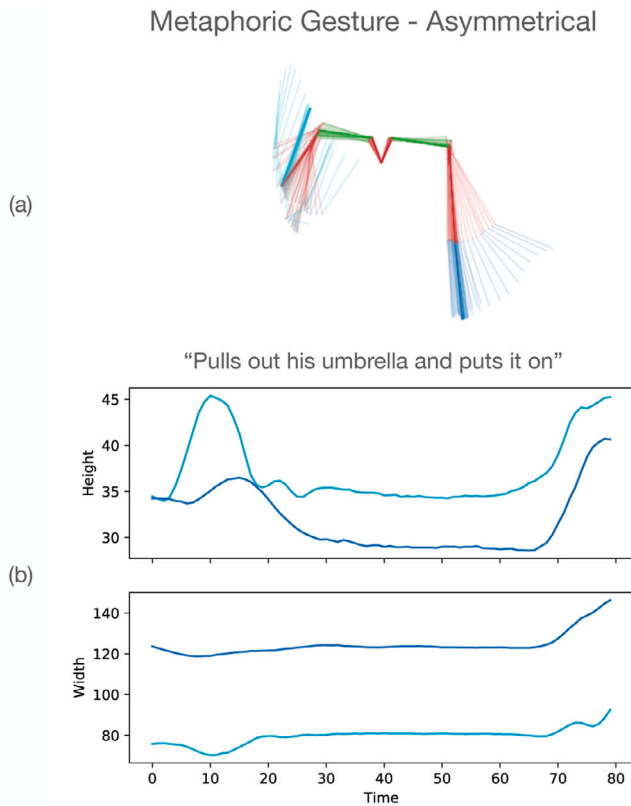 Metaphoric Gesture - Asymmetrical
(a)
“Pulls out his umbrella and puts it on”
45
40
35
30
Height
(b)
140
120
100
80
Width
0 10 20 30 40 50 60 70 80
Time